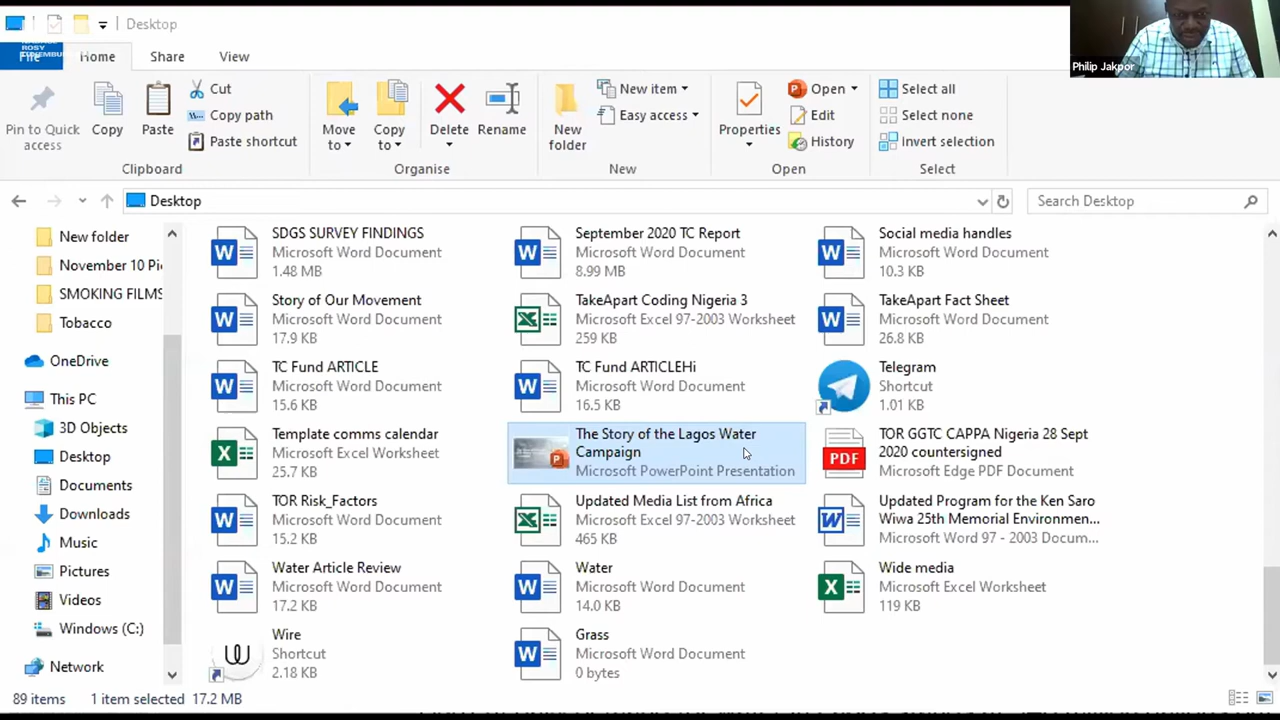 Desktop
Philip Jakpor
ROSY
File
Home
Share
View
Pin to Quick
access
Copy
Paste
Cut
Copy path
Paste shortcut
Clipboard
Move
to
Copy
to
Delete
Rename
Organise
New
folder
New item
Easy access
New
Properties
Open
Edit
History
Open
Select all
Select none
Invert selection
Select
Desktop
Search Desktop
New folder
November 10 Pi
SMOKING FILMS
Tobacco
OneDrive
This PC
3D Objects
Desktop
Documents
Downloads
Music
Pictures
Videos
Windows (C:)
Network
SDGS SURVEY FINDINGS
Microsoft Word Document
1.48 MB
September 2020 TC Report
Microsoft Word Document
8.99 MB
Social media handles
Microsoft Word Document
10.3 KB
Story of Our Movement
Microsoft Word Document
17.9 KB
TakeApart Coding Nigeria 3
Microsoft Excel 97-2003 Worksheet
259 KB
TakeApart Fact Sheet
Microsoft Word Document
26.8 KB
TC Fund ARTICLE
Microsoft Word Document
15.6 KB
TC Fund ARTICLEHi
Microsoft Word Document
16.5 KB
Telegram
Shortcut
1.01 KB
Template comms calendar
Microsoft Excel Worksheet
25.7 KB
The Story of the Lagos Water
Campaign
Microsoft PowerPoint Presentation
PDF
TOR GGTC CAPPA Nigeria 28 Sept
2020 countersigned
Microsoft Edge PDF Document
TOR Risk_Factors
Microsoft Word Document
15.2 KB
Updated Media List from Africa
Microsoft Excel 97-2003 Worksheet
465 KB
Updated Program for the Ken Saro
Wiwa 25th Memorial Environmen...
Microsoft Word 97 - 2003 Docum...
Water Article Review
Microsoft Word Document
17.2 KB
Water
Microsoft Word Document
14.0 KB
Wide media
Microsoft Excel Worksheet
119 KB
Wire
Shortcut
2.18 KB
Grass
Microsoft Word Document
0 bytes
89 items
1 item selected
17.2 MB